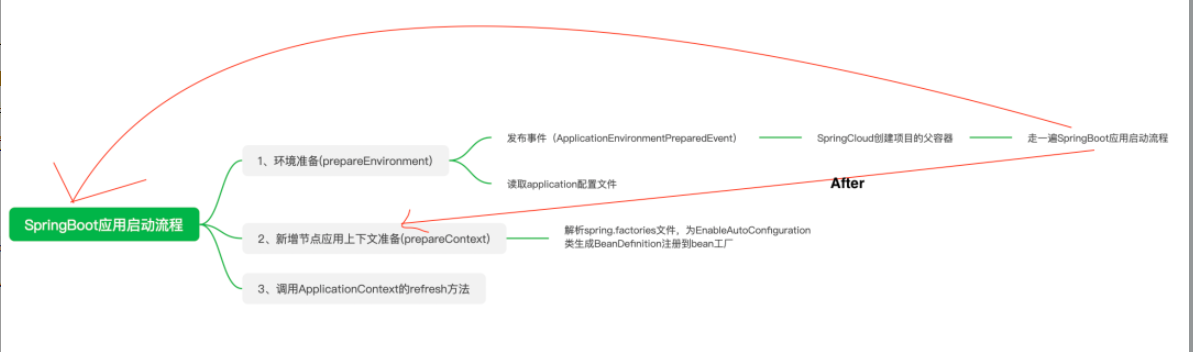 发布事件（ApplicationEnvironmentPreparedEvent）
SpringCloud创建项目的父容器
走一遍SpringBoot应用启动流程
1、环境准备(prepareEnvironment)
读取application配置文件
After
SpringBoot应用启动流程
2、新增节点应用上下文准备(prepareContext)
解析spring.factories文件，为EnableAutoConfiguration
类生成BeanDefinition注册到bean工厂
3、调用ApplicationContext的refresh方法